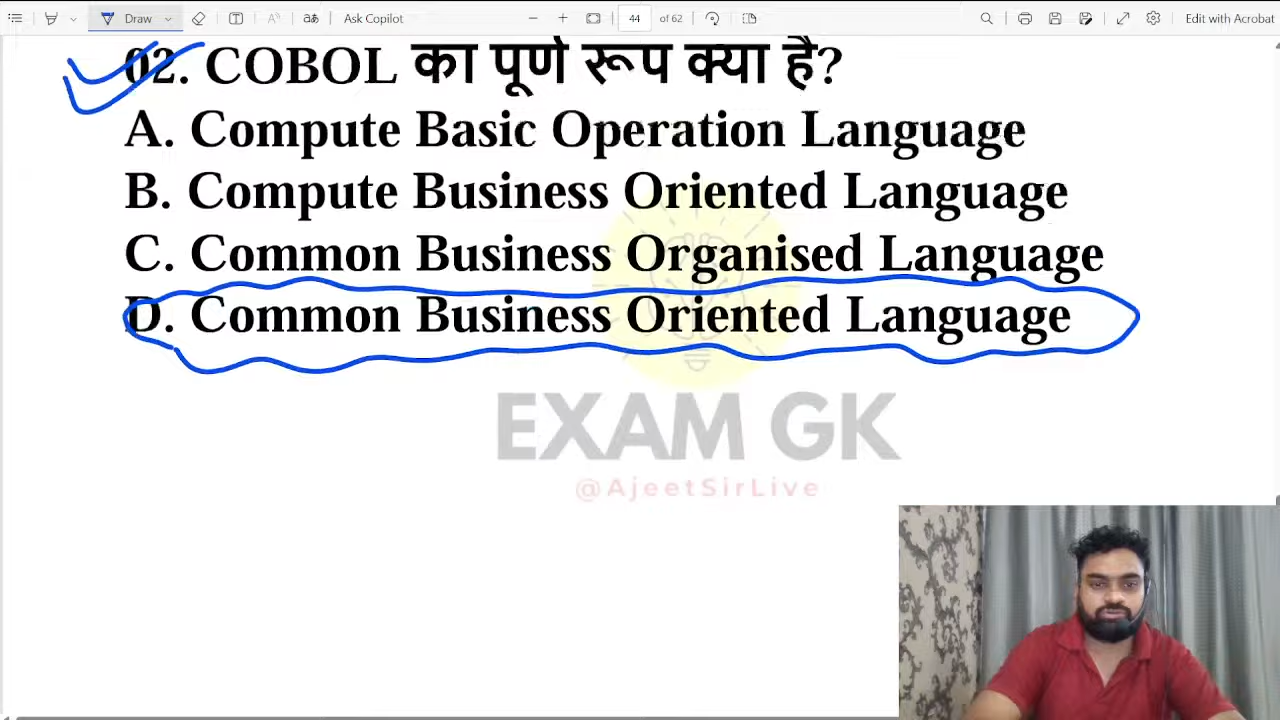 Draw
Ask Copilot
44
of 62
Edit with Acrobat
02. COBOL का पूर्ण रूप क्या है?
A. Compute Basic Operation Language
B. Compute Business Oriented Language
C. Common Business Organised Language
D. Common Business Oriented Language
EXAM GK
@AjeetSirLive